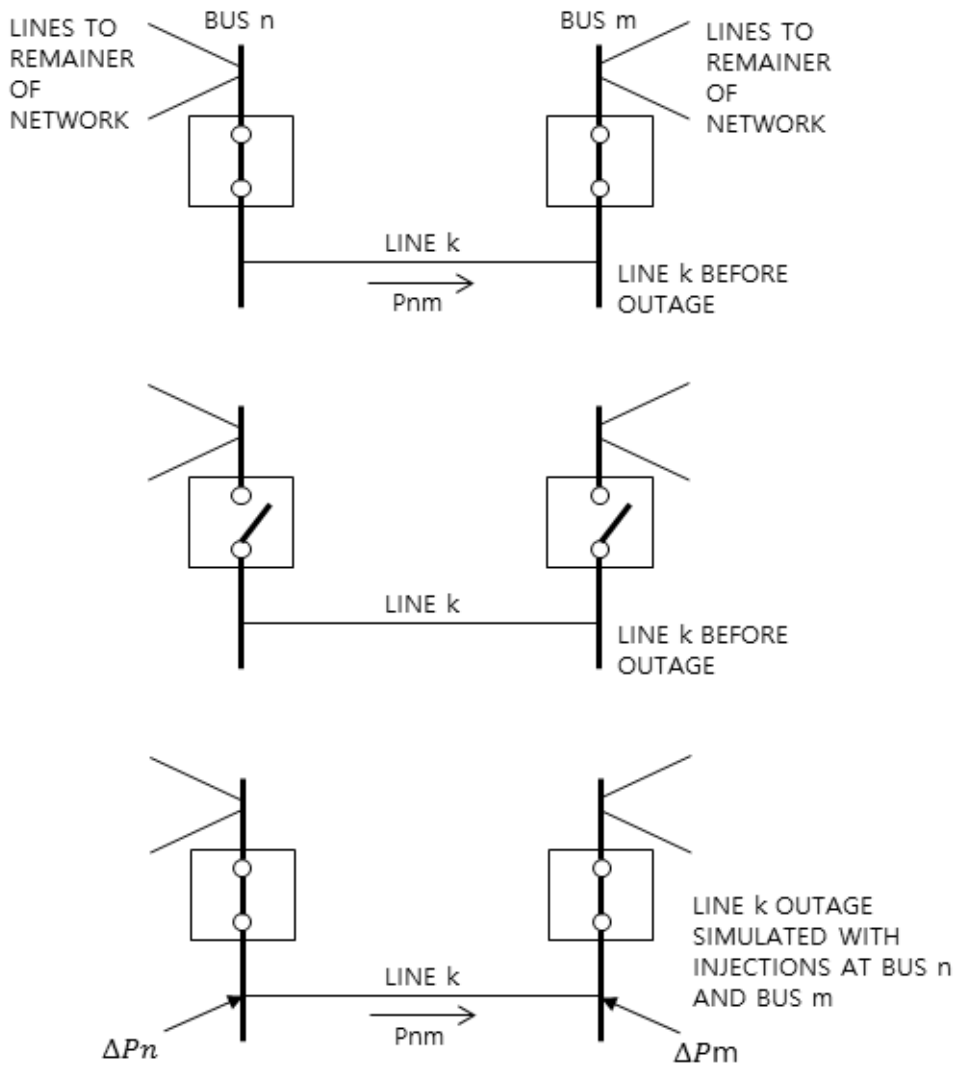 LINES TO
REMAINER
OF
NETWORK
BUS n
BUS m
LINES TO
REMAINER
OF
NETWORK
LINE k
Pnm
LINE k BEFORE
OUTAGE
LINE k
LINE k BEFORE
OUTAGE
LINE k
Pnm
LINE k OUTAGE
SIMULATED WITH
INJECTIONS AT BUS n
AND BUS m
ΔPn
ΔPm